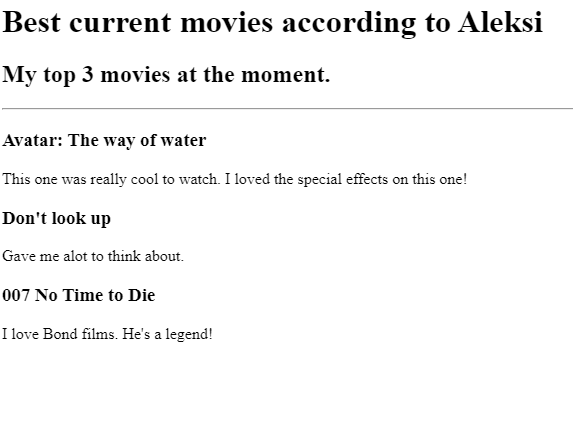 Best current movies according to Aleksi
My top 3 movies at the moment.
Avatar: The way of water
This one was really cool to watch. I loved the special effects on this one!
Don't look up
Gave me alot to think about.
007 No Time to Die
I love Bond films. He's a legend!